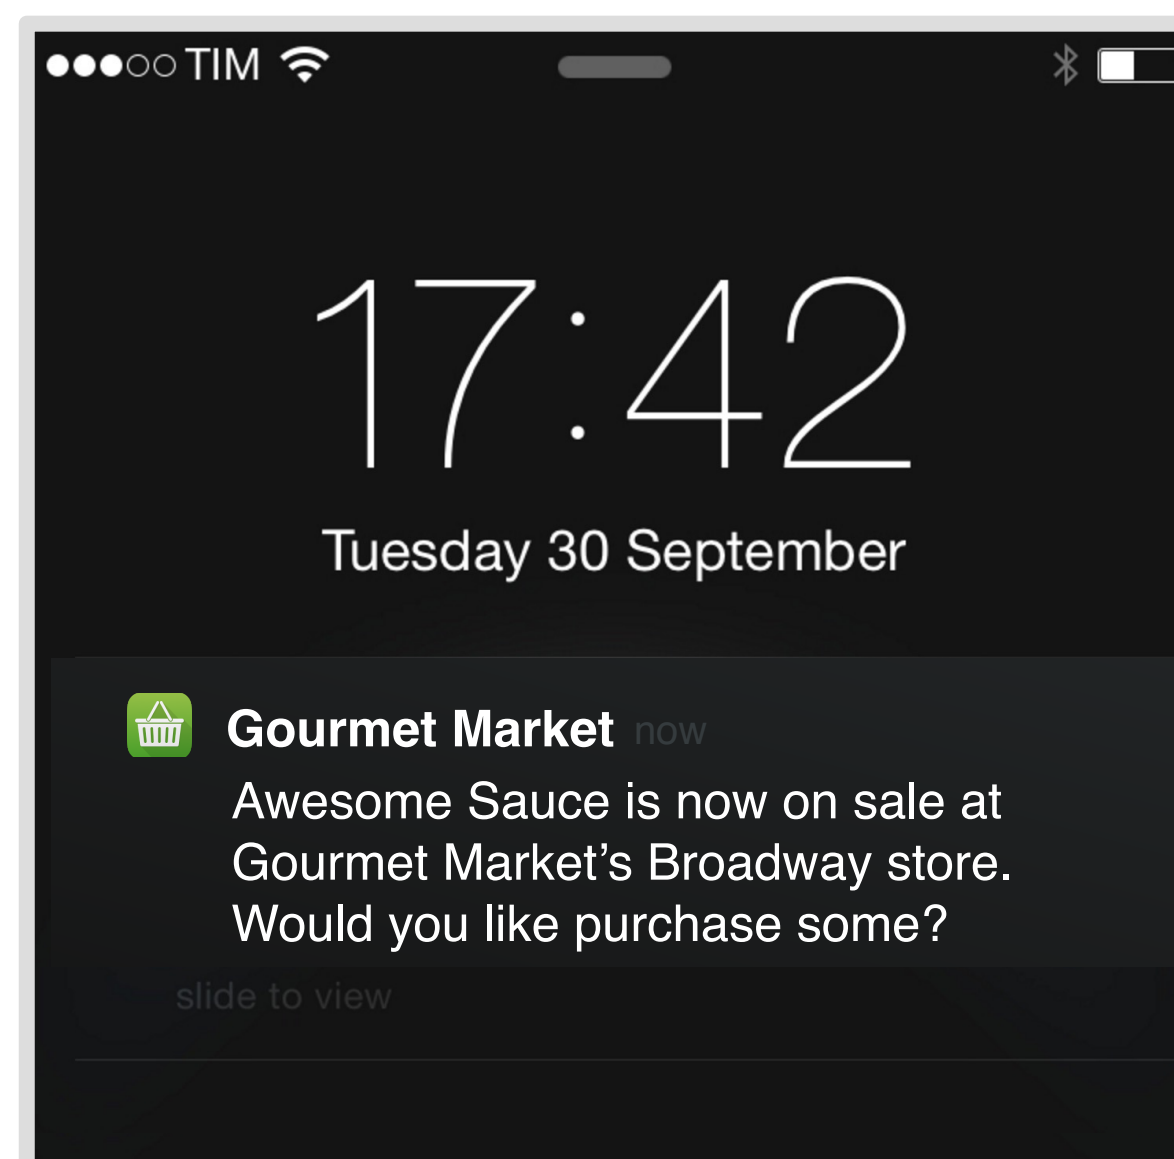 TIM
17:42
Tuesday 30 September
Gourmet Market now
Awesome Sauce is now on sale at
Gourmet Market’s Broadway store.
Would you like purchase some?
slide to view